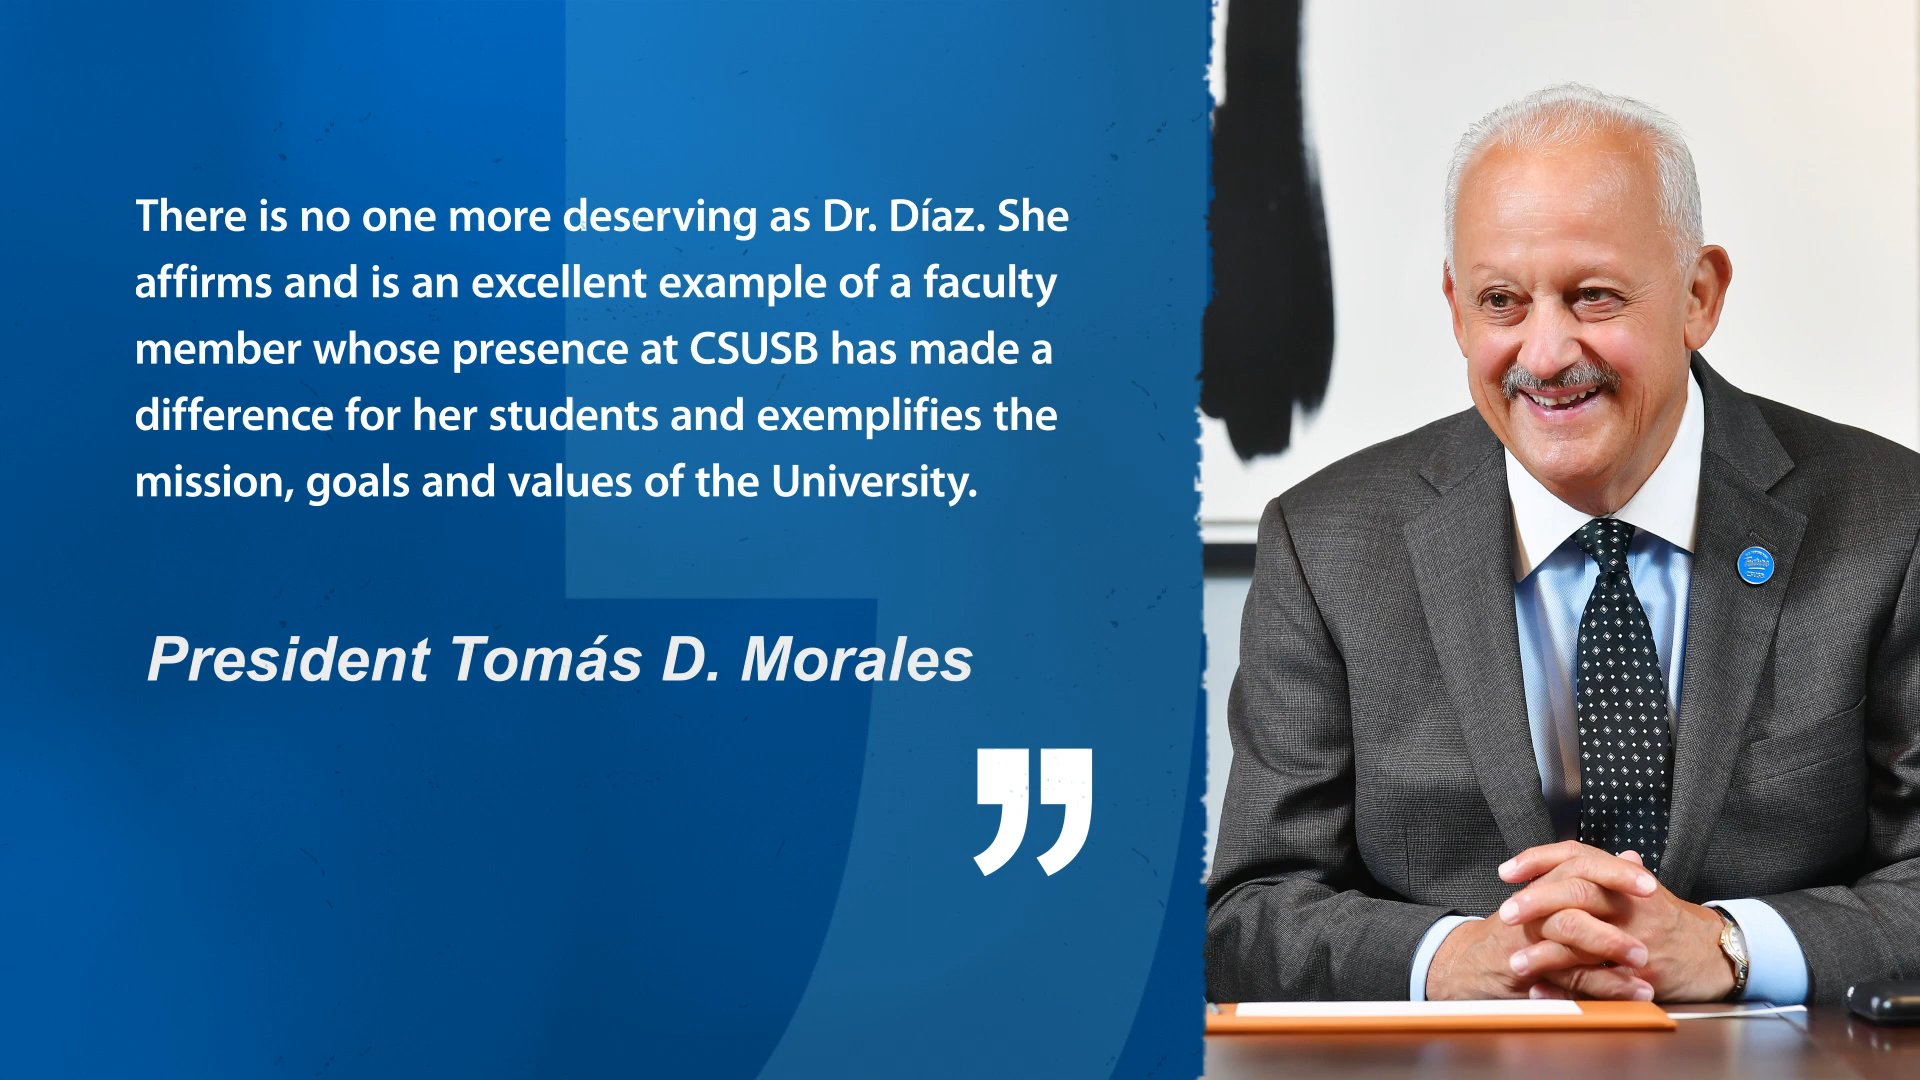 There is no one more deserving as Dr. Díaz. She
affirms and is an excellent example of a faculty
member whose presence at CSUSB has made a
difference for her students and exemplifies the
mission, goals and values of the University.
President Tomás D. Morales
”